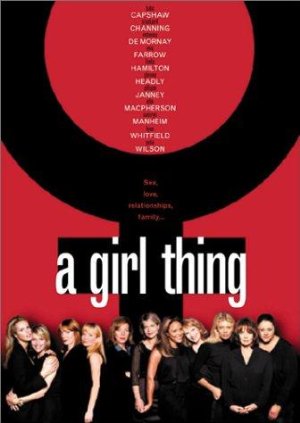 CAPSHAW
CHANNING
DE MORNAY
FARROW
HAMILTON
HEADLY
JANNEY
MACPHERSON
MANHEIM
WHITFIELD
WILSON
Sex,
love,
relationships,
family...
a girl thing